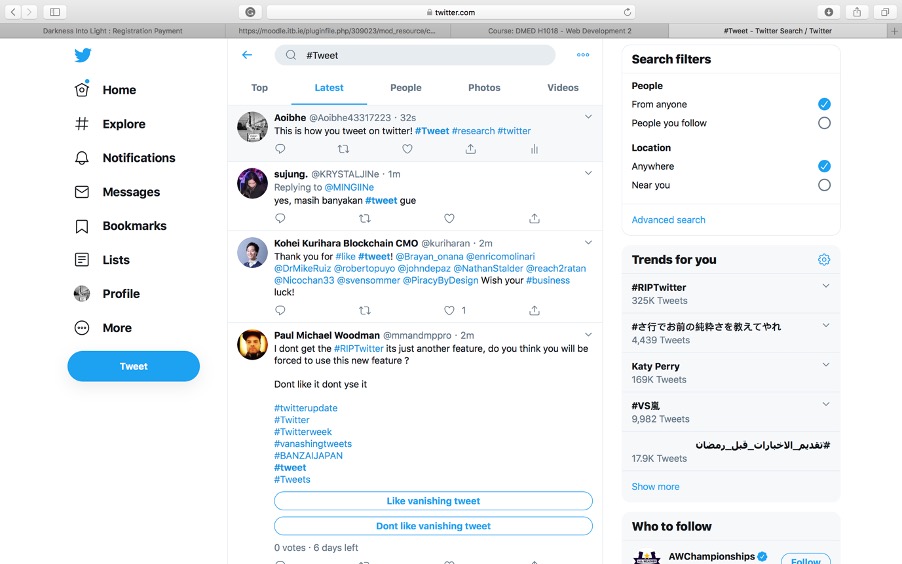 twitter.com
Darkness Into Light : Registration Payment
https://moodle.itb.ie/pluginfile.php/309023/mod_resource/c...
Course: DMED H1018 - Web Development 2
#Tweet - Twitter Search / Twitter
Home
Explore
Notifications
Messages
Bookmarks
Lists
Profile
More
Tweet
#Tweet
Top
Latest
People
Photos
Videos
Aoibhe @Aoibhe43317223 · 32s
This is how you tweet on twitter! #Tweet #research #twitter
sujung. @KRYSTALJINe · 1m
Replying to @MINGIINe
yes, masih banyakan #tweet gue
Kohei Kurihara Blockchain CMO @kuriharan · 2m
Thank you for #like #tweet! @Brayan_onana @enricomolinari
@DrMikeRuiz @robertopuyo @johndepaz @NathanStalder @reach2ratan
@Nicochan33 @svensommer @PiracyByDesign Wish your #business
luck!
1
Paul Michael Woodman @mmandmppro · 2m
I dont get the #RIPTwitter its just another feature, do you think you will be
forced to use this new feature ?
Dont like it dont yse it
#twitterupdate
#Twitter
#Twitterweek
#vanashingtweets
#BANZAIJAPAN
#tweet
#Tweets
Like vanishing tweet
Dont like vanishing tweet
0 votes · 6 days left
Search filters
People
From anyone
People you follow
Location
Anywhere
Near you
Advanced search
Trends for you
#RIPTwitter
325K Tweets
#さ行でお前の純粋さを教えてやれ
4,439 Tweets
Katy Perry
169K Tweets
#VS嵐
9,982 Tweets
#تقديم_الاختبارات_قبل_رمضان
17.9K Tweets
Show more
Who to follow
AWChampionships
Follow